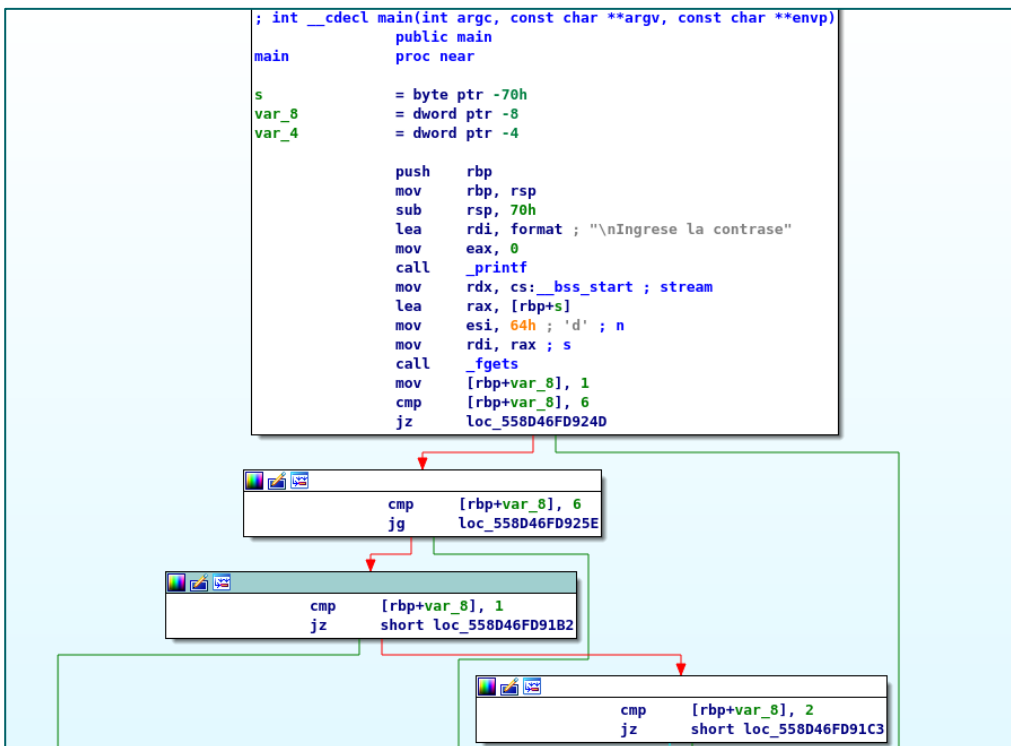 ; int __cdecl main(int argc, const char **argv, const char **envp)
public main
main proc near
s = byte ptr -70h
var_8 = dword ptr -8
var_4 = dword ptr -4
push rbp
mov rbp, rsp
sub rsp, 70h
lea rdi, format ; "\nIngrese la contrase"
mov eax, 0
call _printf
mov rdx, cs:__bss_start ; stream
lea rax, [rbp+s]
mov esi, 64h ; 'd' ; n
mov rdi, rax ; s
call _fgets
mov [rbp+var_8], 1
cmp [rbp+var_8], 6
jz loc_558D46FD924D
cmp [rbp+var_8], 6
jg loc_558D46FD925E
cmp [rbp+var_8], 1
jz short loc_558D46FD91B2
cmp [rbp+var_8], 2
jz short loc_558D46FD91C3